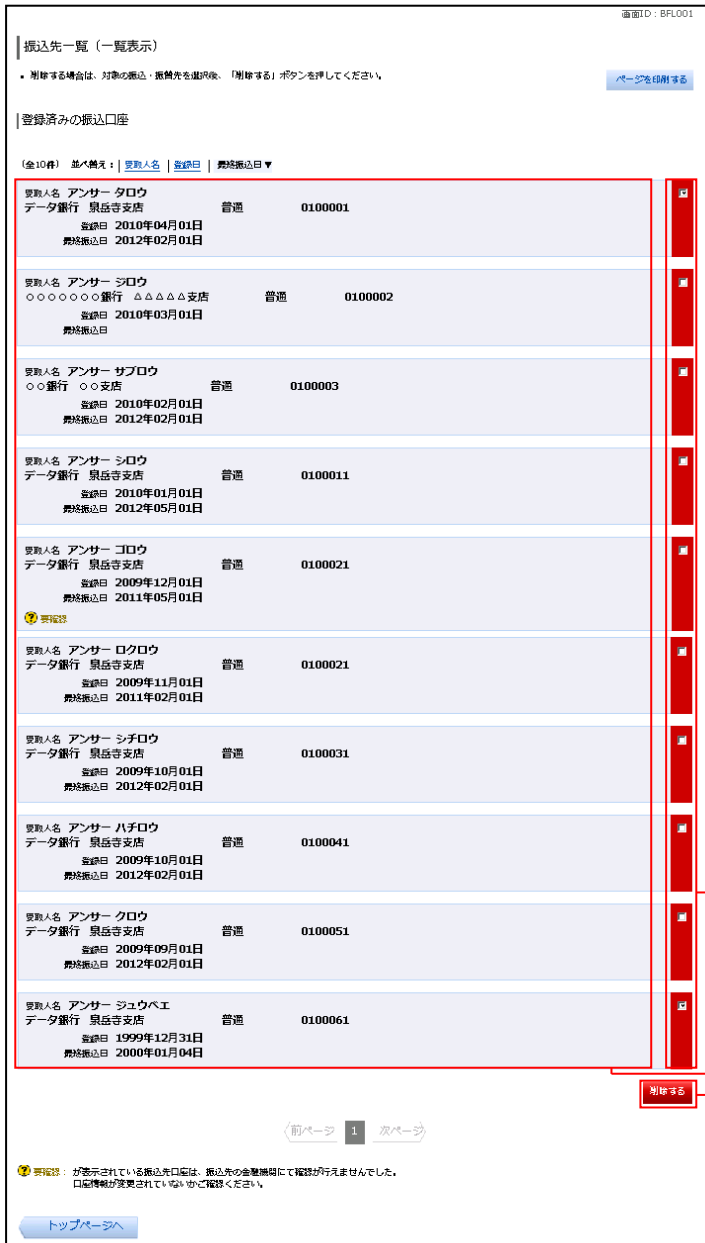 画面ID：BFL001
振込先一覧（一覧表示）
• 削除する場合は、対象の振込・振替先を選択後、「削除する」ボタンを押してください。
ページを印刷する
登録済みの振込口座
（全10件） 並べ替え：｜受取人名｜登録日｜最終振込日▼
受取人名 アンサー タロウ
データ銀行 泉岳寺支店 普通 0100001
登録日 2010年04月01日
最終振込日 2012年02月01日
受取人名 アンサー ジロウ
○○○○○○○銀行 △△△△△支店 普通 0100002
登録日 2010年03月01日
最終振込日
受取人名 アンサー サブロウ
○○銀行 ○○支店 普通 0100003
登録日 2010年02月01日
最終振込日 2012年02月01日
受取人名 アンサー シロウ
データ銀行 泉岳寺支店 普通 0100011
登録日 2010年01月01日
最終振込日 2012年05月01日
受取人名 アンサー ゴロウ
データ銀行 泉岳寺支店 普通 0100021
登録日 2009年12月01日
最終振込日 2011年05月01日
? 要確認
受取人名 アンサー ロクロウ
データ銀行 泉岳寺支店 普通 0100021
登録日 2009年11月01日
最終振込日 2011年02月01日
受取人名 アンサー シチロウ
データ銀行 泉岳寺支店 普通 0100031
登録日 2009年10月01日
最終振込日 2012年02月01日
受取人名 アンサー ハチロウ
データ銀行 泉岳寺支店 普通 0100041
登録日 2009年10月01日
最終振込日 2012年02月01日
受取人名 アンサー クロウ
データ銀行 泉岳寺支店 普通 0100051
登録日 2009年09月01日
最終振込日 2012年02月01日
受取人名 アンサー ジュウベエ
データ銀行 泉岳寺支店 普通 0100061
登録日 1999年12月31日
最終振込日 2000年01月04日
削除する
前ページ 1 次ページ
? 要確認： が表示されている振込先口座は、振込先の金融機関にて確認が行えませんでした。
口座情報が変更されていないかご確認ください。
トップページへ